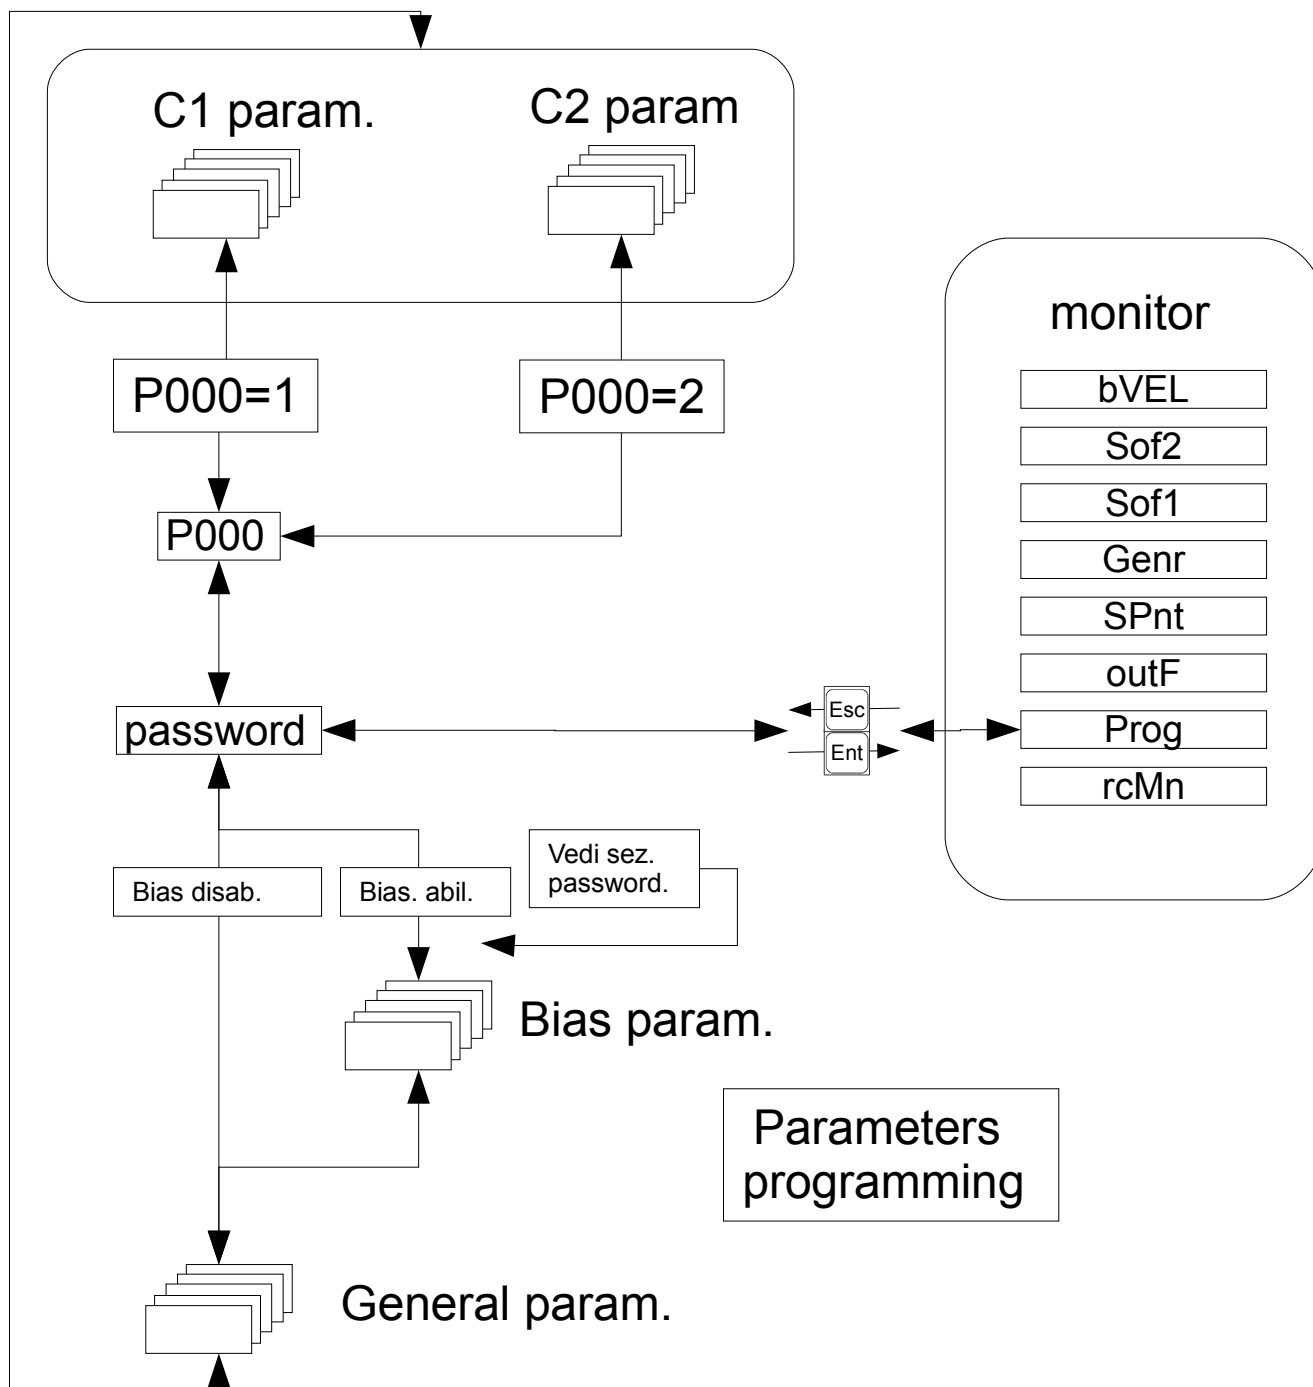 C1 param.
C2 param
P000=1
P000=2
P000
password
Esc
Ent
monitor
bVEL
Sof2
Sof1
Genr
SPnt
outF
Prog
rcMn
Bias disab.
Bias. abil.
Vedi sez.
password.
Bias param.
Parameters
programming
General param.